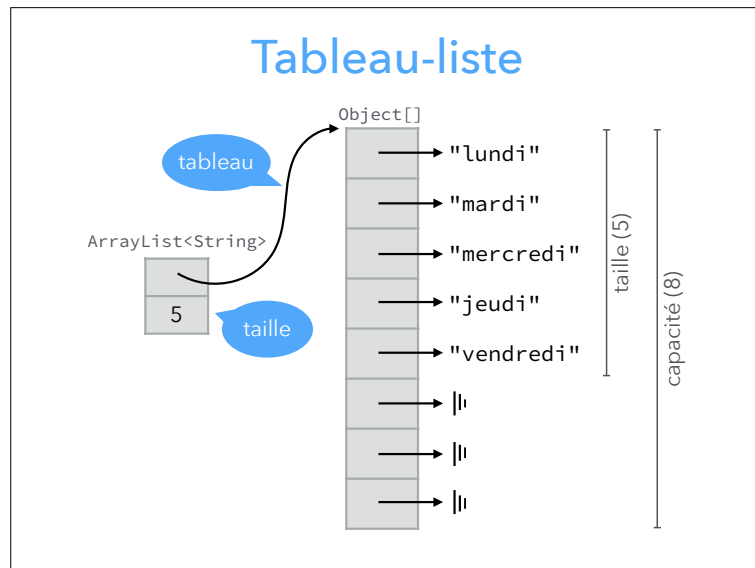 Tableau-liste
Object[]
tableau
"lundi"
"mardi"
ArrayList<String>
"mercredi"
5
taille
"jeudi"
"vendredi"
taille (5)
capacité (8)